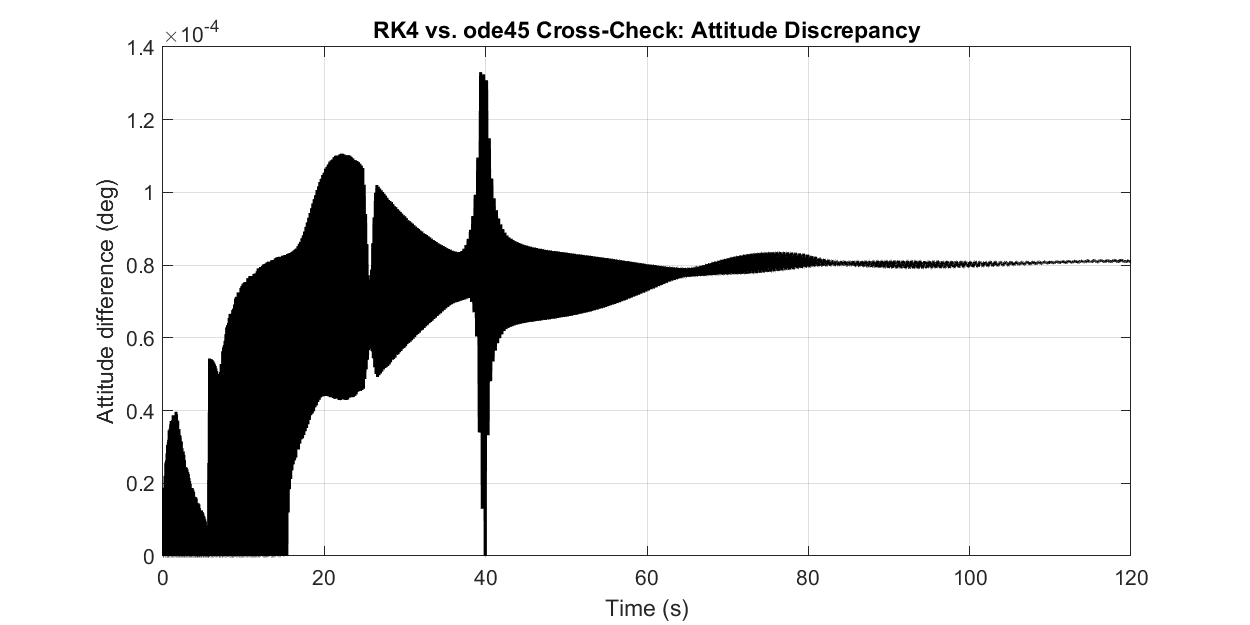 RK4 vs. ode45 Cross-Check: Attitude Discrepancy
×10⁻⁴
1.4
1.2
1
0.8
0.6
0.4
0.2
0
Attitude difference (deg)
0 20 40 60 80 100 120
Time (s)